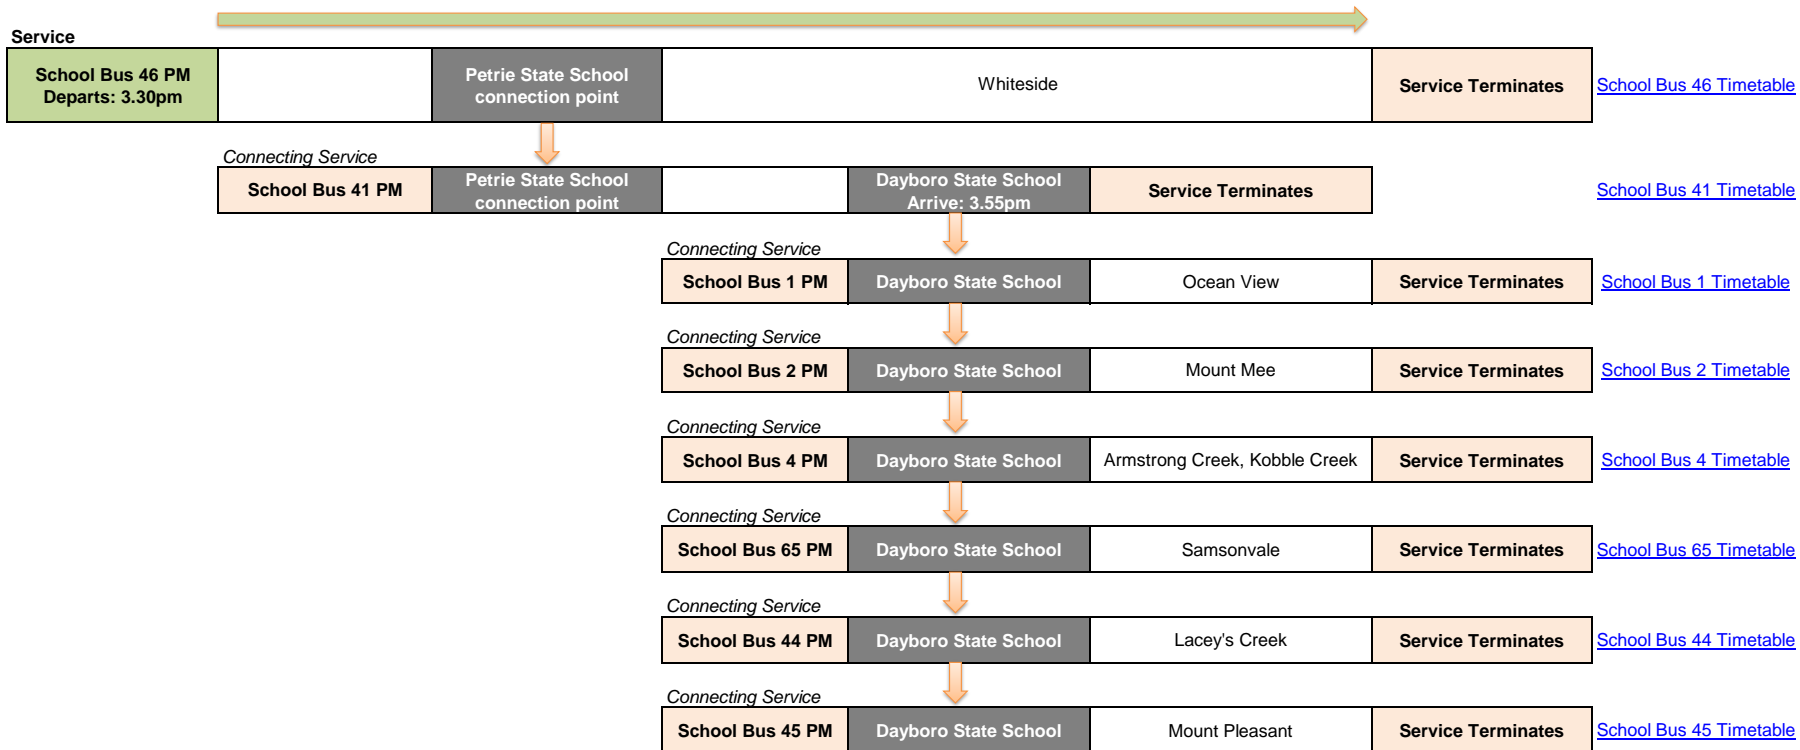 Service
School Bus 46 PM
Departs: 3.30pm
Petrie State School
connection point
Whiteside
Service Terminates
School Bus 46 Timetable
Connecting Service
School Bus 41 PM
Petrie State School
connection point
Dayboro State School
Arrive: 3.55pm
Service Terminates
School Bus 41 Timetable
Connecting Service
School Bus 1 PM
Dayboro State School
Ocean View
Service Terminates
School Bus 1 Timetable
Connecting Service
School Bus 2 PM
Dayboro State School
Mount Mee
Service Terminates
School Bus 2 Timetable
Connecting Service
School Bus 4 PM
Dayboro State School
Armstrong Creek, Kobble Creek
Service Terminates
School Bus 4 Timetable
Connecting Service
School Bus 65 PM
Dayboro State School
Samsonvale
Service Terminates
School Bus 65 Timetable
Connecting Service
School Bus 44 PM
Dayboro State School
Lacey's Creek
Service Terminates
School Bus 44 Timetable
Connecting Service
School Bus 45 PM
Dayboro State School
Mount Pleasant
Service Terminates
School Bus 45 Timetable